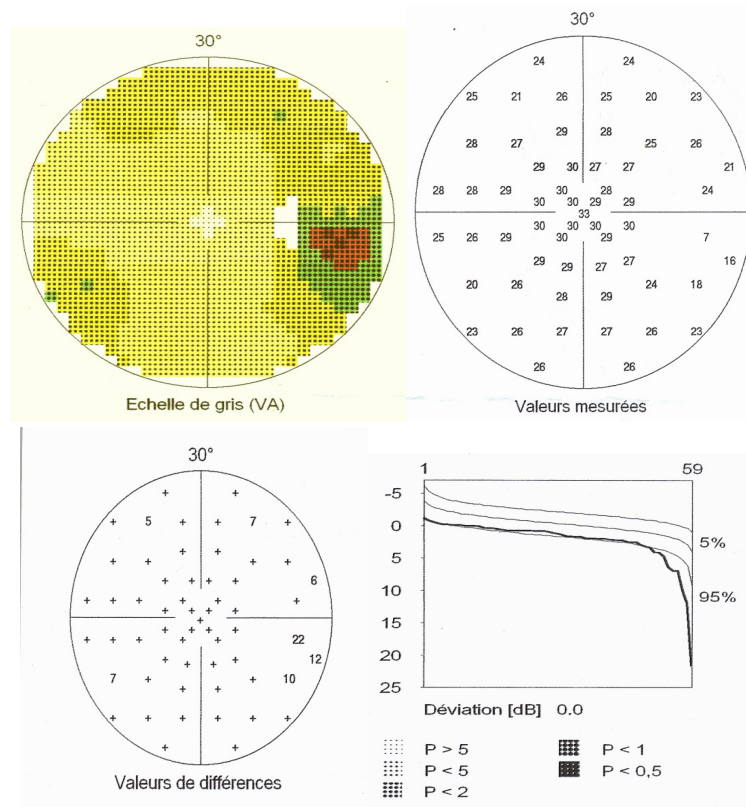 30°
Echelle de gris (VA)
30°
24 24
25 21 26 25 20 23
29 28
28 27 25 26
29 30 27 27 21
28 28 29 30 28 24
30 30 29 29
33
30 30 30 30
25 26 29 30 29 7
29 27 16
29 27
20 26 24 18
28 29
23 26 27 27 26 23
26 26
Valeurs mesurées
30°
5 7
6
22
12
7 10
Valeurs de différences
1 59
-5
0
5%
5
10
95%
15
20
25
Déviation [dB] 0.0
P > 5 P < 1
P < 5 P < 0,5
P < 2